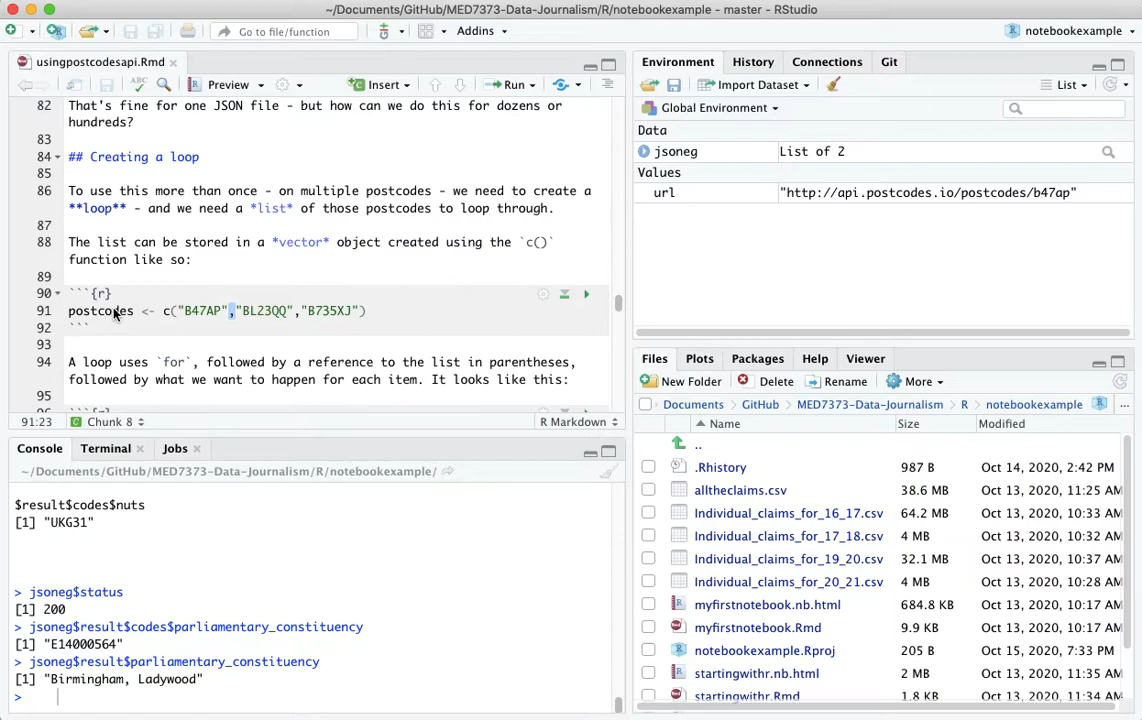 ~/Documents/GitHub/MED7373-Data-Journalism/R/notebookexample - master - RStudio
Go to file/function
Addins
notebookexample
usingpostcodesapi.Rmd
ABC
Preview
Insert
Run
82 That's fine for one JSON file - but how can we do this for dozens or
hundreds?
83
84 ## Creating a loop
85
86 To use this more than once - on multiple postcodes - we need to create a
**loop** - and we need a *list* of those postcodes to loop through.
87
88 The list can be stored in a *vector* object created using the `c()`
function like so:
89
90 ```{r}
91 postcodes <- c("B47AP","BL23QQ","B735XJ")
92 ```
93
94 A loop uses `for`, followed by a reference to the list in parentheses,
followed by what we want to happen for each item. It looks like this:
95
96 ```{r}
91:23 Chunk 8 R Markdown
Console Terminal Jobs
~/Documents/GitHub/MED7373-Data-Journalism/R/notebookexample/
$result$codes$nuts
[1] "UKG31"
> jsoneg$status
[1] 200
> jsoneg$result$codes$parliamentary_constituency
[1] "E14000564"
> jsoneg$result$parliamentary_constituency
[1] "Birmingham, Ladywood"
>
Environment History Connections Git
Import Dataset List
Global Environment
Data
jsoneg List of 2
Values
url "http://api.postcodes.io/postcodes/b47ap"
Files Plots Packages Help Viewer
New Folder Delete Rename More
Documents GitHub MED7373-Data-Journalism R notebookexample ...
Name Size Modified
..
.Rhistory 987 B Oct 14, 2020, 2:42 PM
alltheclaims.csv 38.6 MB Oct 13, 2020, 11:25 AM
Individual_claims_for_16_17.csv 64.2 MB Oct 13, 2020, 10:33 AM
Individual_claims_for_17_18.csv 4 MB Oct 13, 2020, 10:32 AM
Individual_claims_for_19_20.csv 32.1 MB Oct 13, 2020, 10:37 AM
Individual_claims_for_20_21.csv 4 MB Oct 13, 2020, 10:28 AM
myfirstnotebook.nb.html 684.8 KB Oct 13, 2020, 10:17 AM
myfirstnotebook.Rmd 9.9 KB Oct 13, 2020, 10:17 AM
notebookexample.Rproj 205 B Oct 15, 2020, 7:33 PM
startingwithr.nb.html 2 MB Oct 13, 2020, 11:35 AM
startingwithr.Rmd 1.8 KB Oct 13, 2020, 11:34 AM